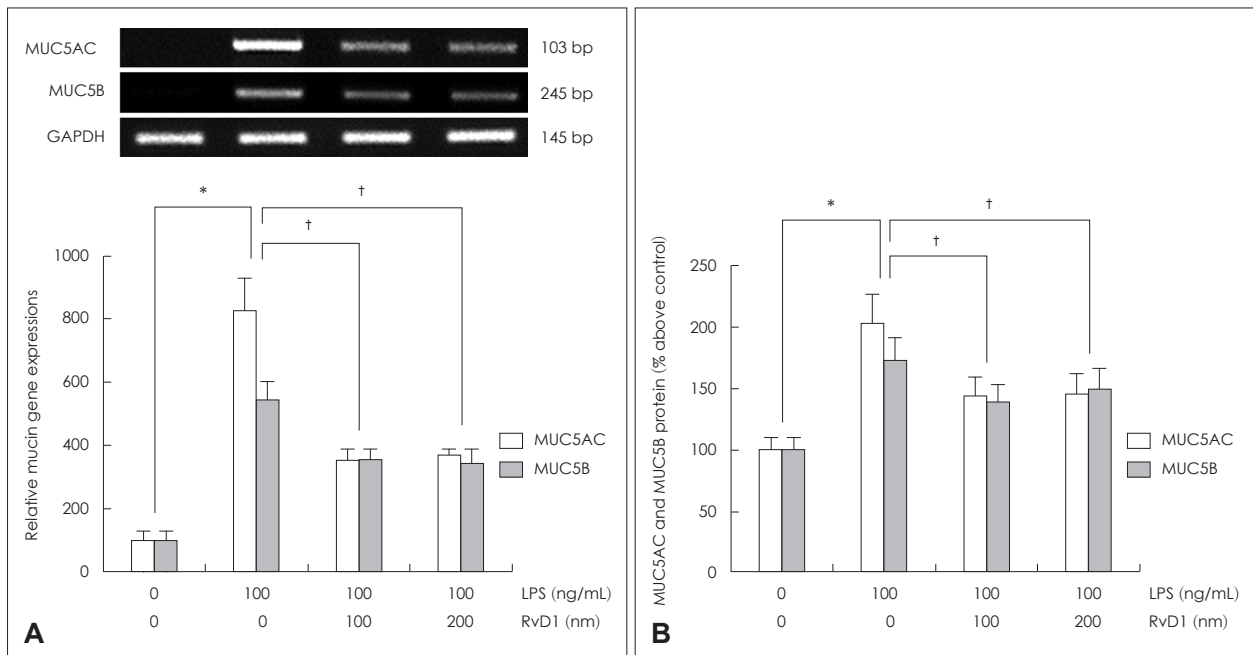 MUC5AC 103 bp
MUC5B 245 bp
GAPDH 145 bp
*
†
†
Relative mucin gene expressions
1000
800
600
400
200
0
MUC5AC
MUC5B
0 100 100 100 LPS (ng/mL)
0 0 100 200 RvD1 (nm)
A
*
†
†
MUC5AC and MUC5B protein (% above control)
250
200
150
100
50
0
MUC5AC
MUC5B
0 100 100 100 LPS (ng/mL)
0 0 100 200 RvD1 (nm)
B